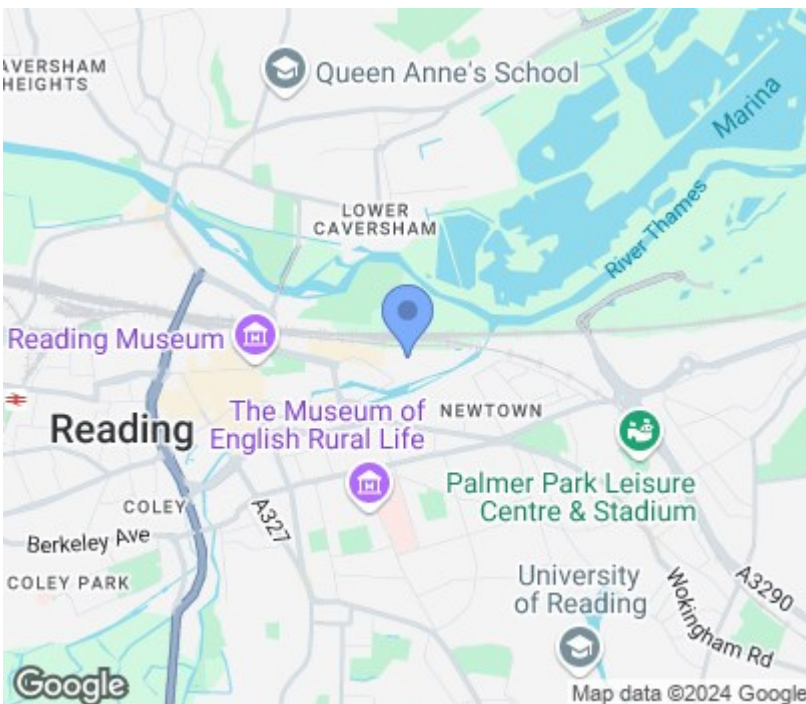 AVERSHAM
HEIGHTS
Queen Anne's School
Marina
LOWER
CAVERSHAM
River Thames
Reading Museum
Reading
The Museum of
English Rural Life
NEWTOWN
Palmer Park Leisure
Centre & Stadium
COLEY
A327
Berkeley Ave
COLEY PARK
University
of Reading
Wokingham Rd
A3290
Google
Map data ©2024 Google